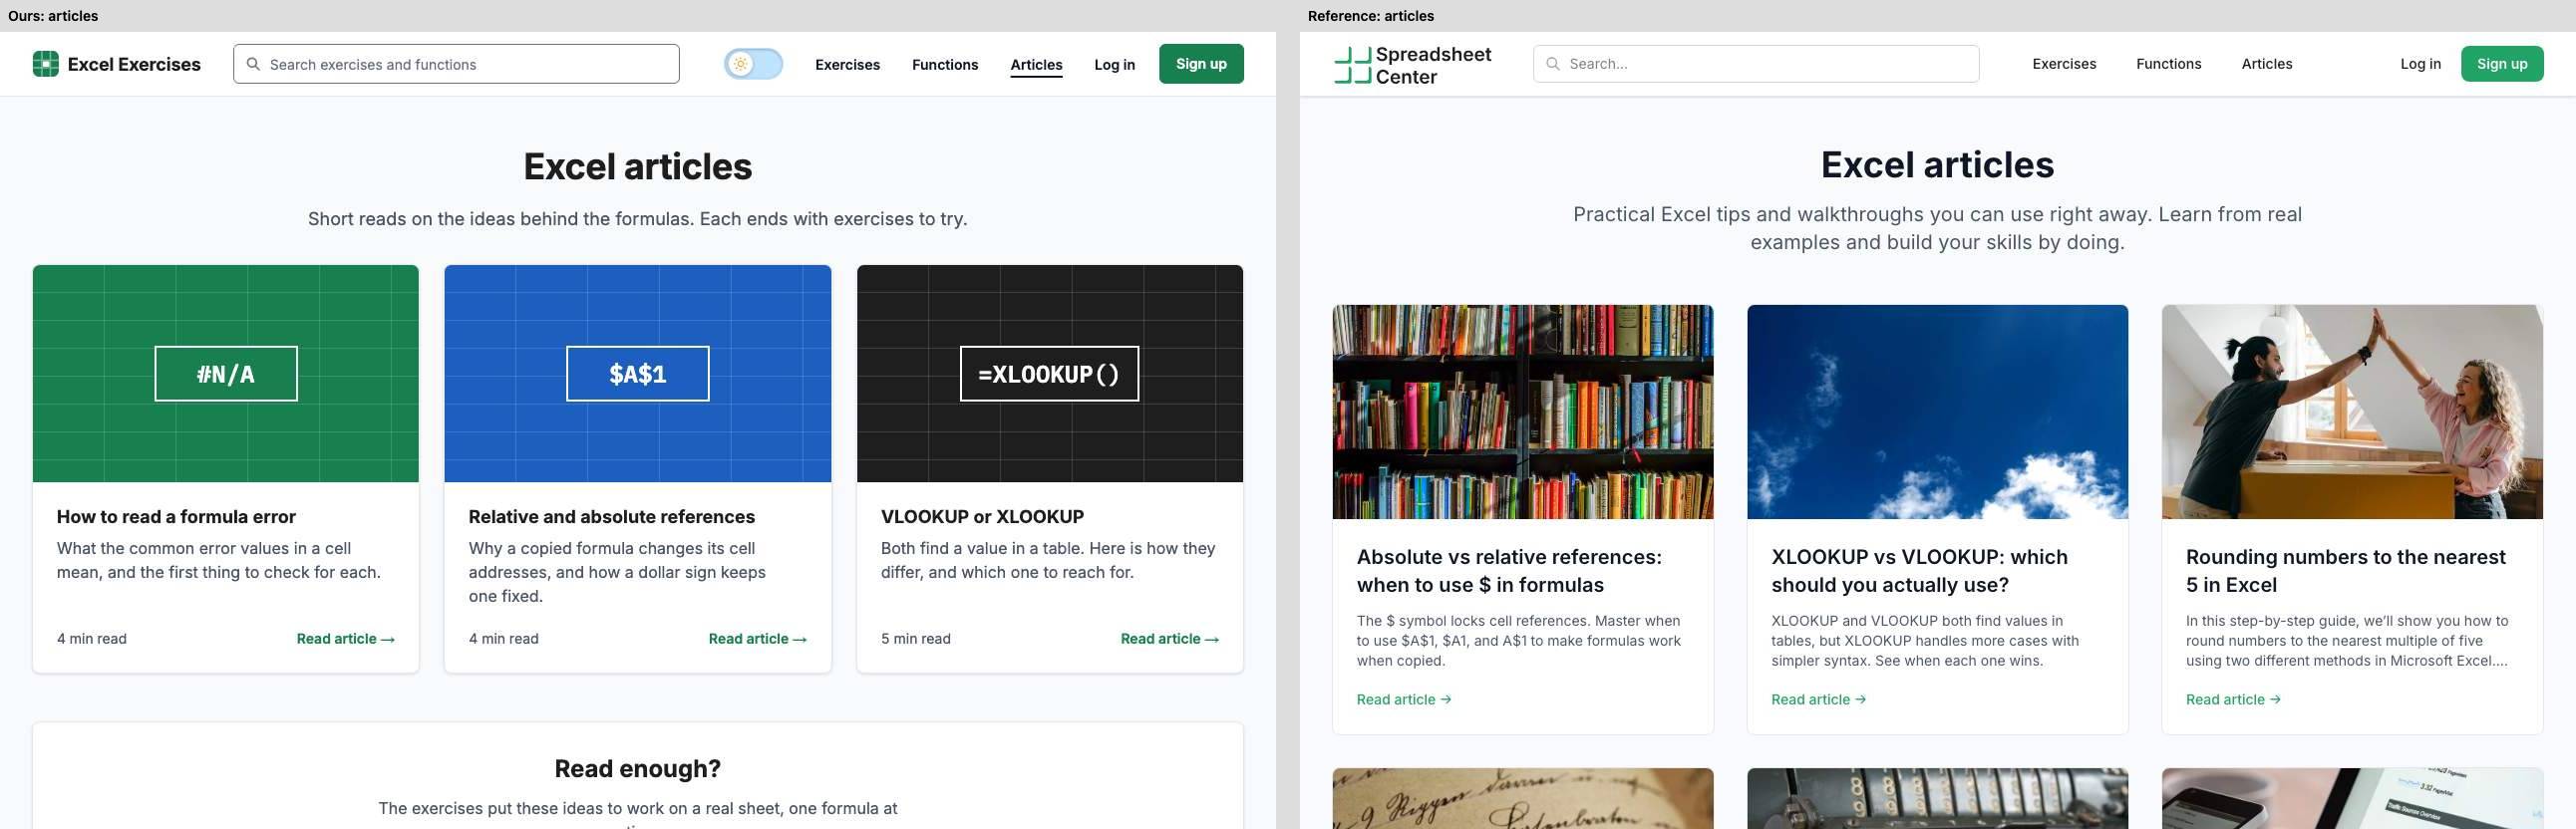 Ours: articles
Excel Exercises
Search exercises and functions
Exercises
Functions
Articles
Log in
Sign up
Excel articles
Short reads on the ideas behind the formulas. Each ends with exercises to try.
#N/A
$A$1
=XLOOKUP()
How to read a formula error
What the common error values in a cell
mean, and the first thing to check for each.
4 min read
Read article →
Relative and absolute references
Why a copied formula changes its cell
addresses, and how a dollar sign keeps
one fixed.
4 min read
Read article →
VLOOKUP or XLOOKUP
Both find a value in a table. Here is how they
differ, and which one to reach for.
5 min read
Read article →
Read enough?
The exercises put these ideas to work on a real sheet, one formula at
Reference: articles
Spreadsheet
Center
Search...
Exercises
Functions
Articles
Log in
Sign up
Excel articles
Practical Excel tips and walkthroughs you can use right away. Learn from real
examples and build your skills by doing.
Absolute vs relative references:
when to use $ in formulas
The $ symbol locks cell references. Master when
to use $A$1, $A1, and A$1 to make formulas work
when copied.
Read article →
XLOOKUP vs VLOOKUP: which
should you actually use?
XLOOKUP and VLOOKUP both find values in
tables, but XLOOKUP handles more cases with
simpler syntax. See when each one wins.
Read article →
Rounding numbers to the nearest
5 in Excel
In this step-by-step guide, we'll show you how to
round numbers to the nearest multiple of five
using two different methods in Microsoft Excel....
Read article →